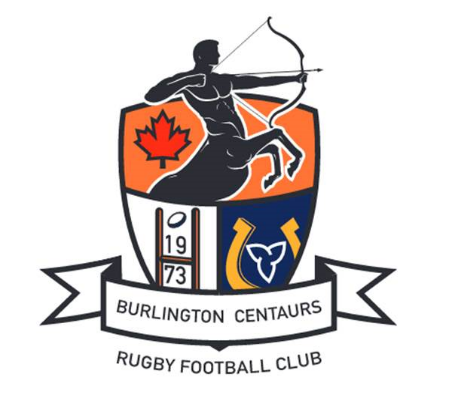 19
73
BURLINGTON CENTAURS
RUGBY FOOTBALL CLUB